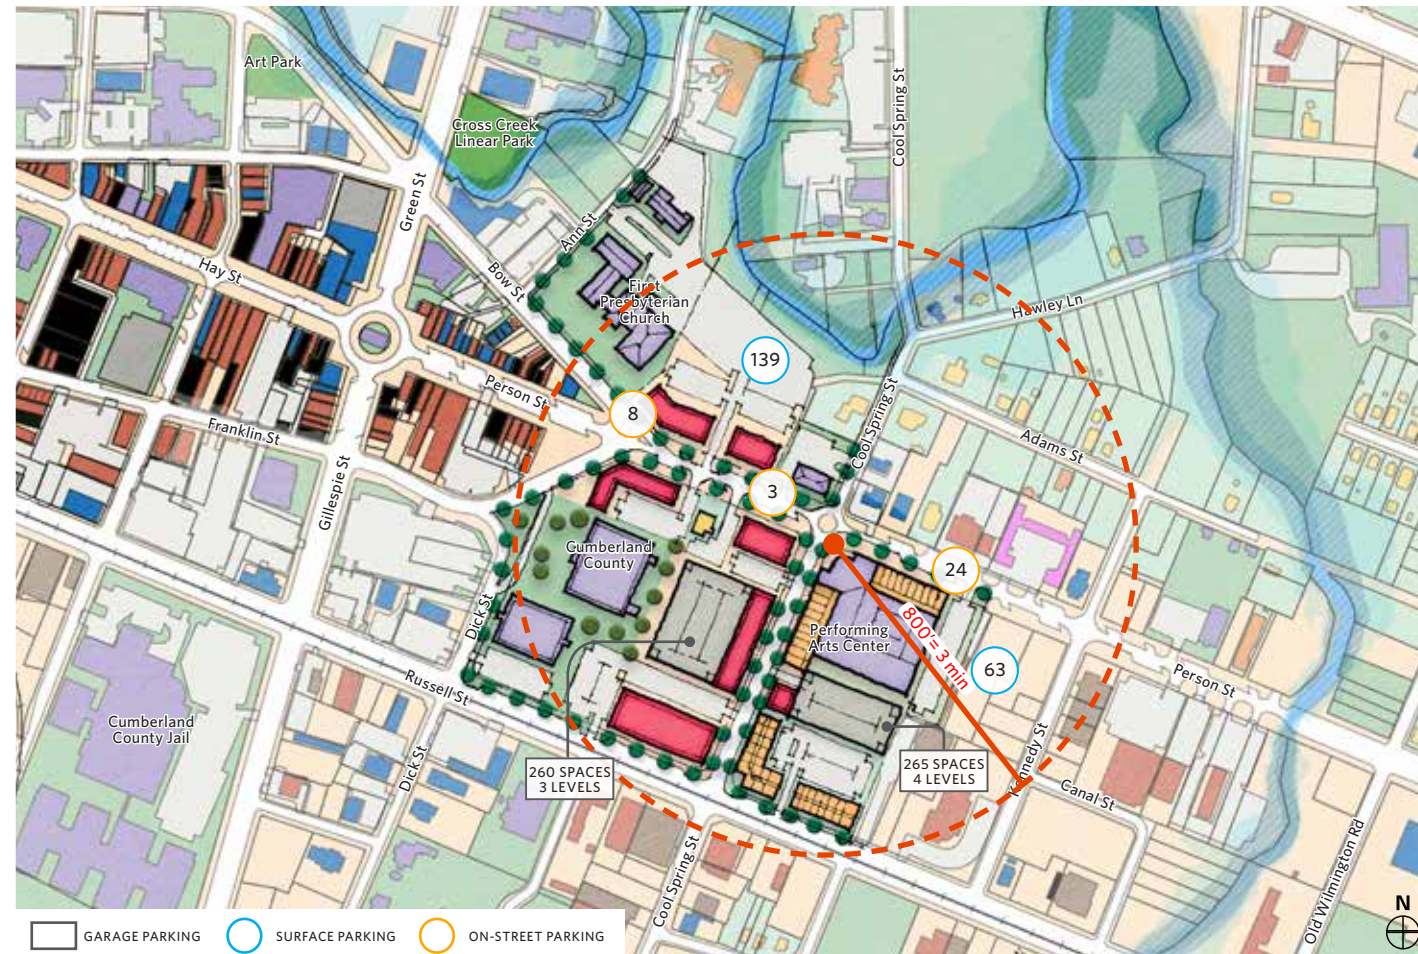 Art Park
Cross Creek
Linear Park
Cool Spring St
Green St
Ann St
Hay St
Bow St
First
Presbyterian
Church
Hawley Ln
139
Person St
8
Cool Spring St
Franklin St
Adams St
Gillespie St
3
Cumberland
County
24
Dick St
800'= 3 min
Performing
Arts Center
63
Person St
Russell St
Cumberland
County Jail
Dick St
260 SPACES
3 LEVELS
265 SPACES
4 LEVELS
Kennedy St
Canal St
Cool Spring St
Old Wilmington Rd
N
GARAGE PARKING
SURFACE PARKING
ON-STREET PARKING